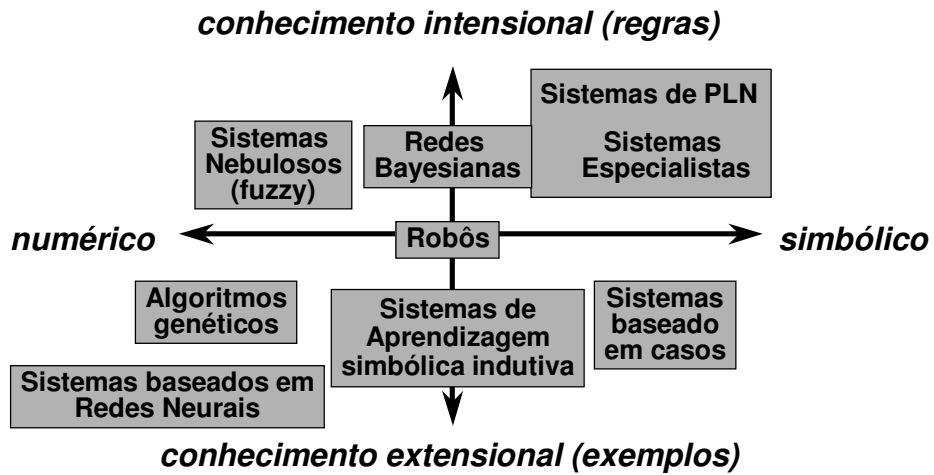 conhecimento intensional (regras)
Sistemas de PLN
Sistemas
Especialistas
Redes
Bayesianas
Sistemas
Nebulosos
(fuzzy)
numérico
Robôs
simbólico
Algoritmos
genéticos
Sistemas de
Aprendizagem
simbólica indutiva
Sistemas
baseado
em casos
Sistemas baseados em
Redes Neurais
conhecimento extensional (exemplos)